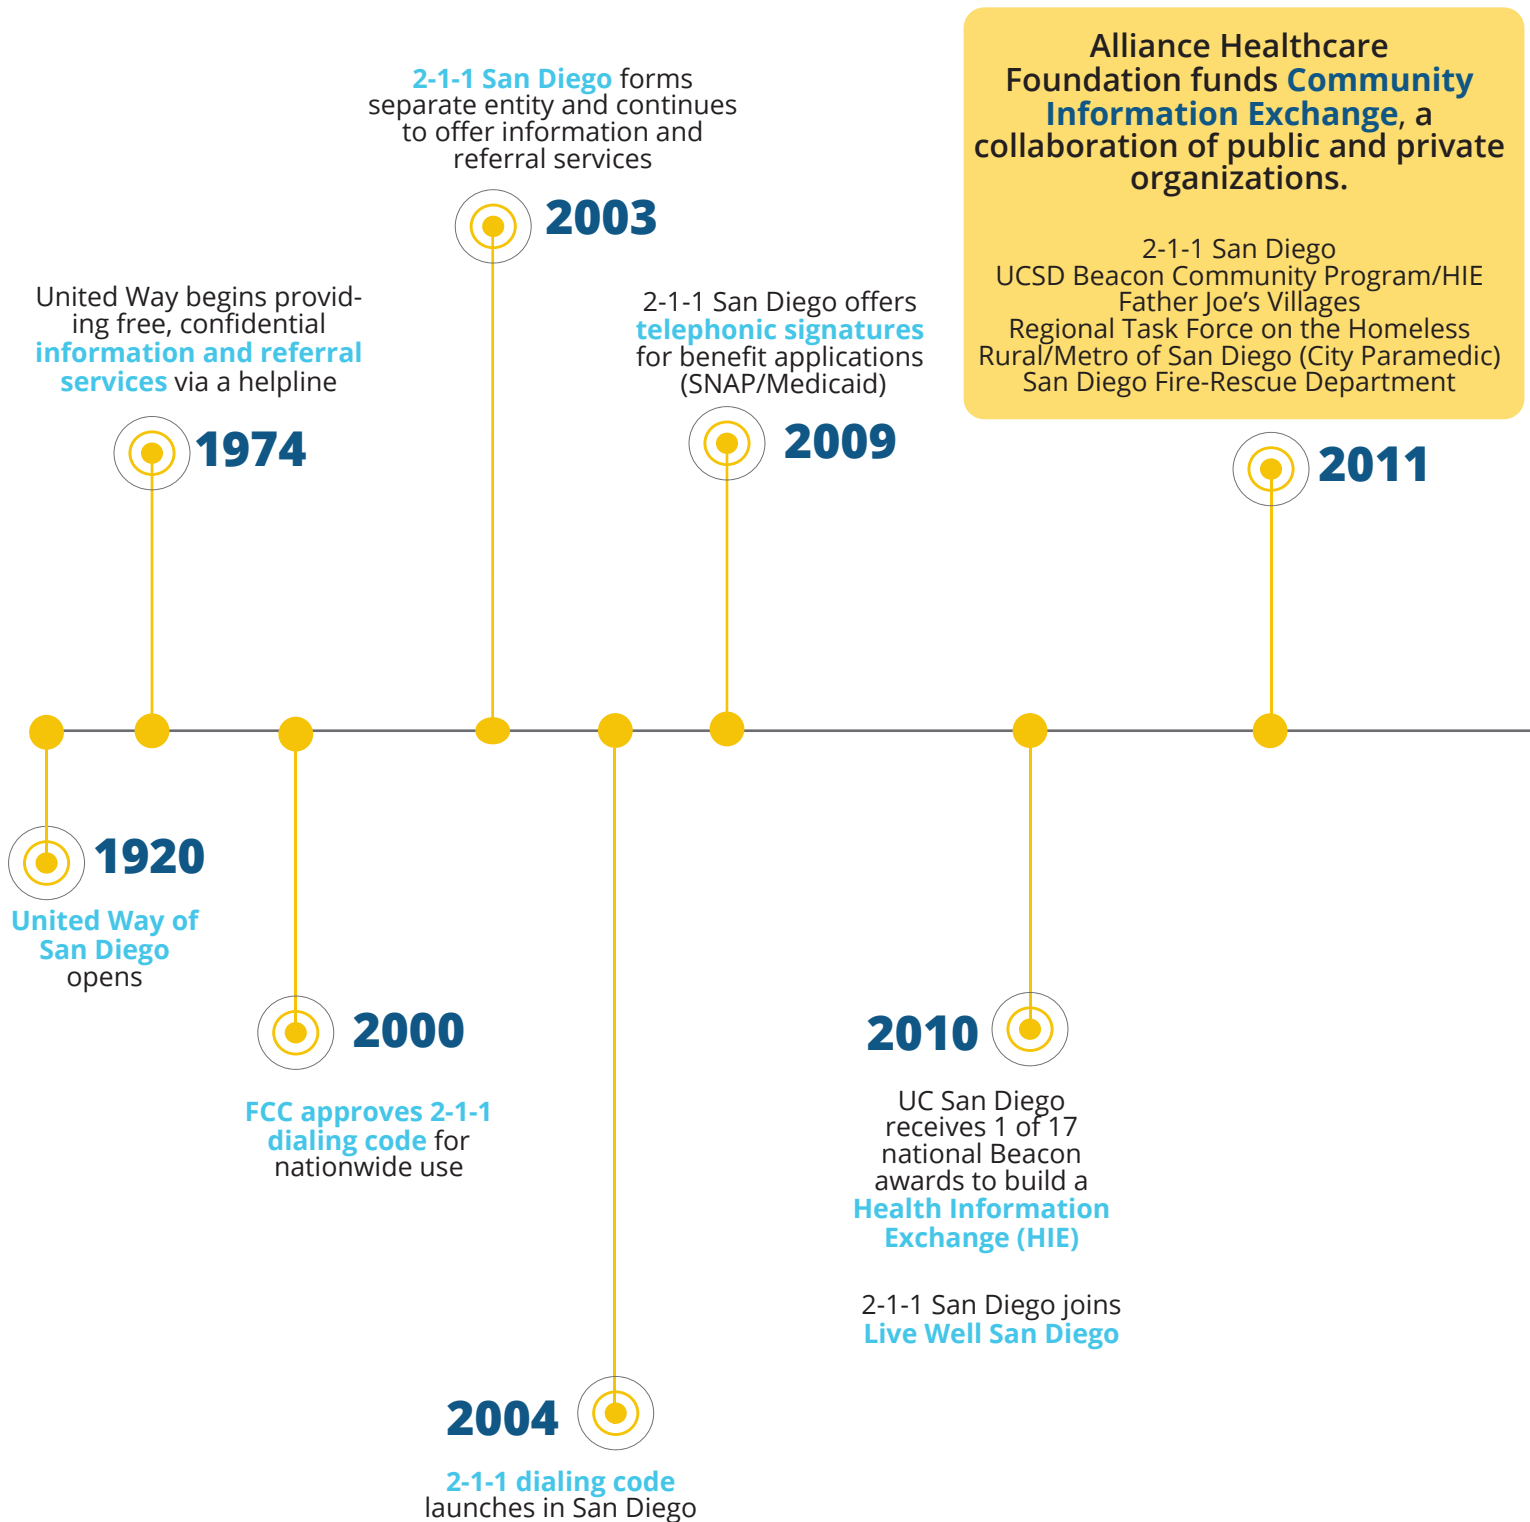 United Way of
San Diego
opens
1920
United Way begins provid-
ing free, confidential
information and referral
services via a helpline
1974
FCC approves 2-1-1
dialing code for
nationwide use
2000
2-1-1 San Diego forms
separate entity and continues
to offer information and
referral services
2003
2004
2-1-1 dialing code
launches in San Diego
2-1-1 San Diego offers
telephonic signatures
for benefit applications
(SNAP/Medicaid)
2009
2010
UC San Diego
receives 1 of 17
national Beacon
awards to build a
Health Information
Exchange (HIE)
2-1-1 San Diego joins
Live Well San Diego
Alliance Healthcare
Foundation funds Community
Information Exchange, a
collaboration of public and private
organizations.
2-1-1 San Diego
UCSD Beacon Community Program/HIE
Father Joe’s Villages
Regional Task Force on the Homeless
Rural/Metro of San Diego (City Paramedic)
San Diego Fire-Rescue Department
2011